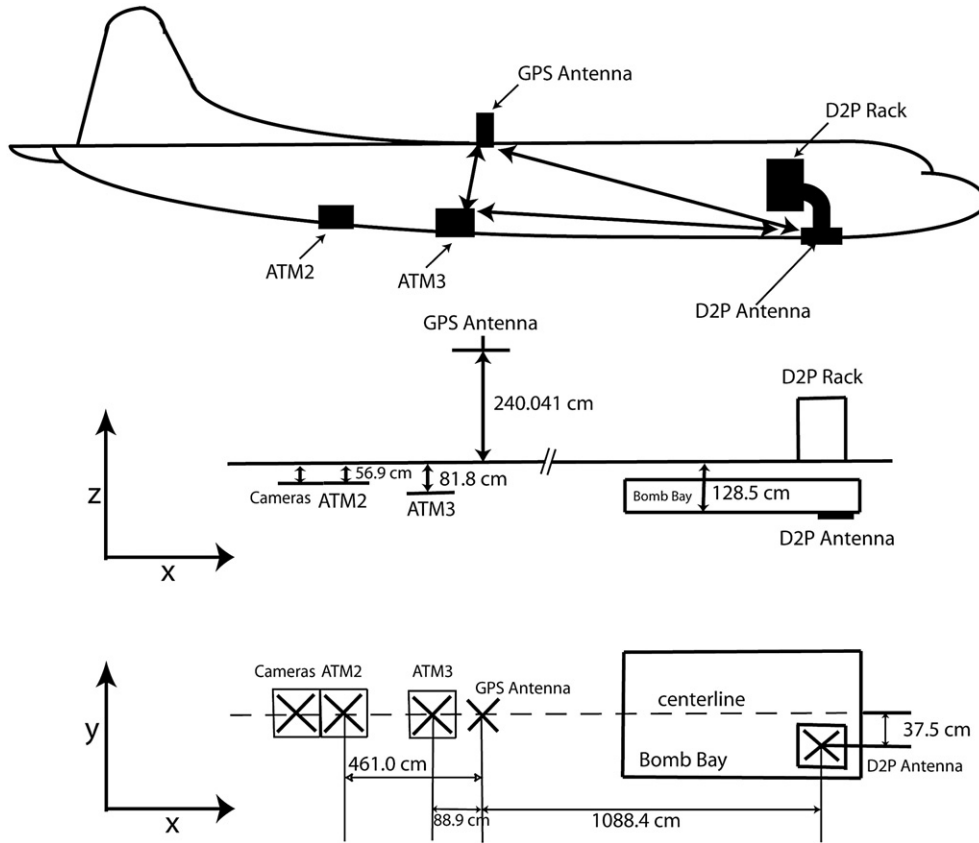 GPS Antenna
D2P Rack
ATM2
ATM3
D2P Antenna
GPS Antenna
240.041 cm
D2P Rack
z
x
56.9 cm
81.8 cm
Cameras ATM2
ATM3
Bomb Bay
128.5 cm
D2P Antenna
y
x
Cameras ATM2
ATM3
GPS Antenna
centerline
37.5 cm
Bomb Bay
D2P Antenna
461.0 cm
88.9 cm
1088.4 cm